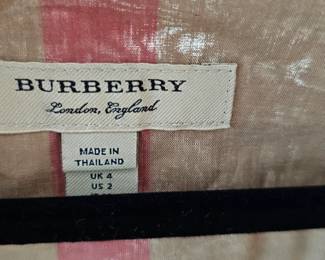 BURBERRY
London, England
MADE IN
THAILAND
UK 4
US 2